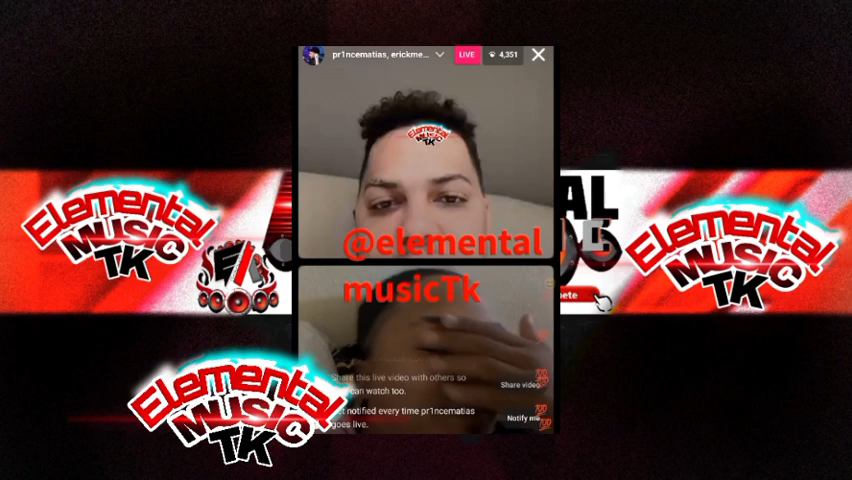 pr1ncematias, erickme...
LIVE
4,351
Elemental
MUSIC
TK
Elemental
MUSIC
TK
E/R
@elemental
musicTk
AL
Elemental
MUSIC
TK
Elemental
MUSIC
TK
Share this live video with others so
can watch too.
Share video
Get notified every time pr1ncematias
goes live.
Notify me